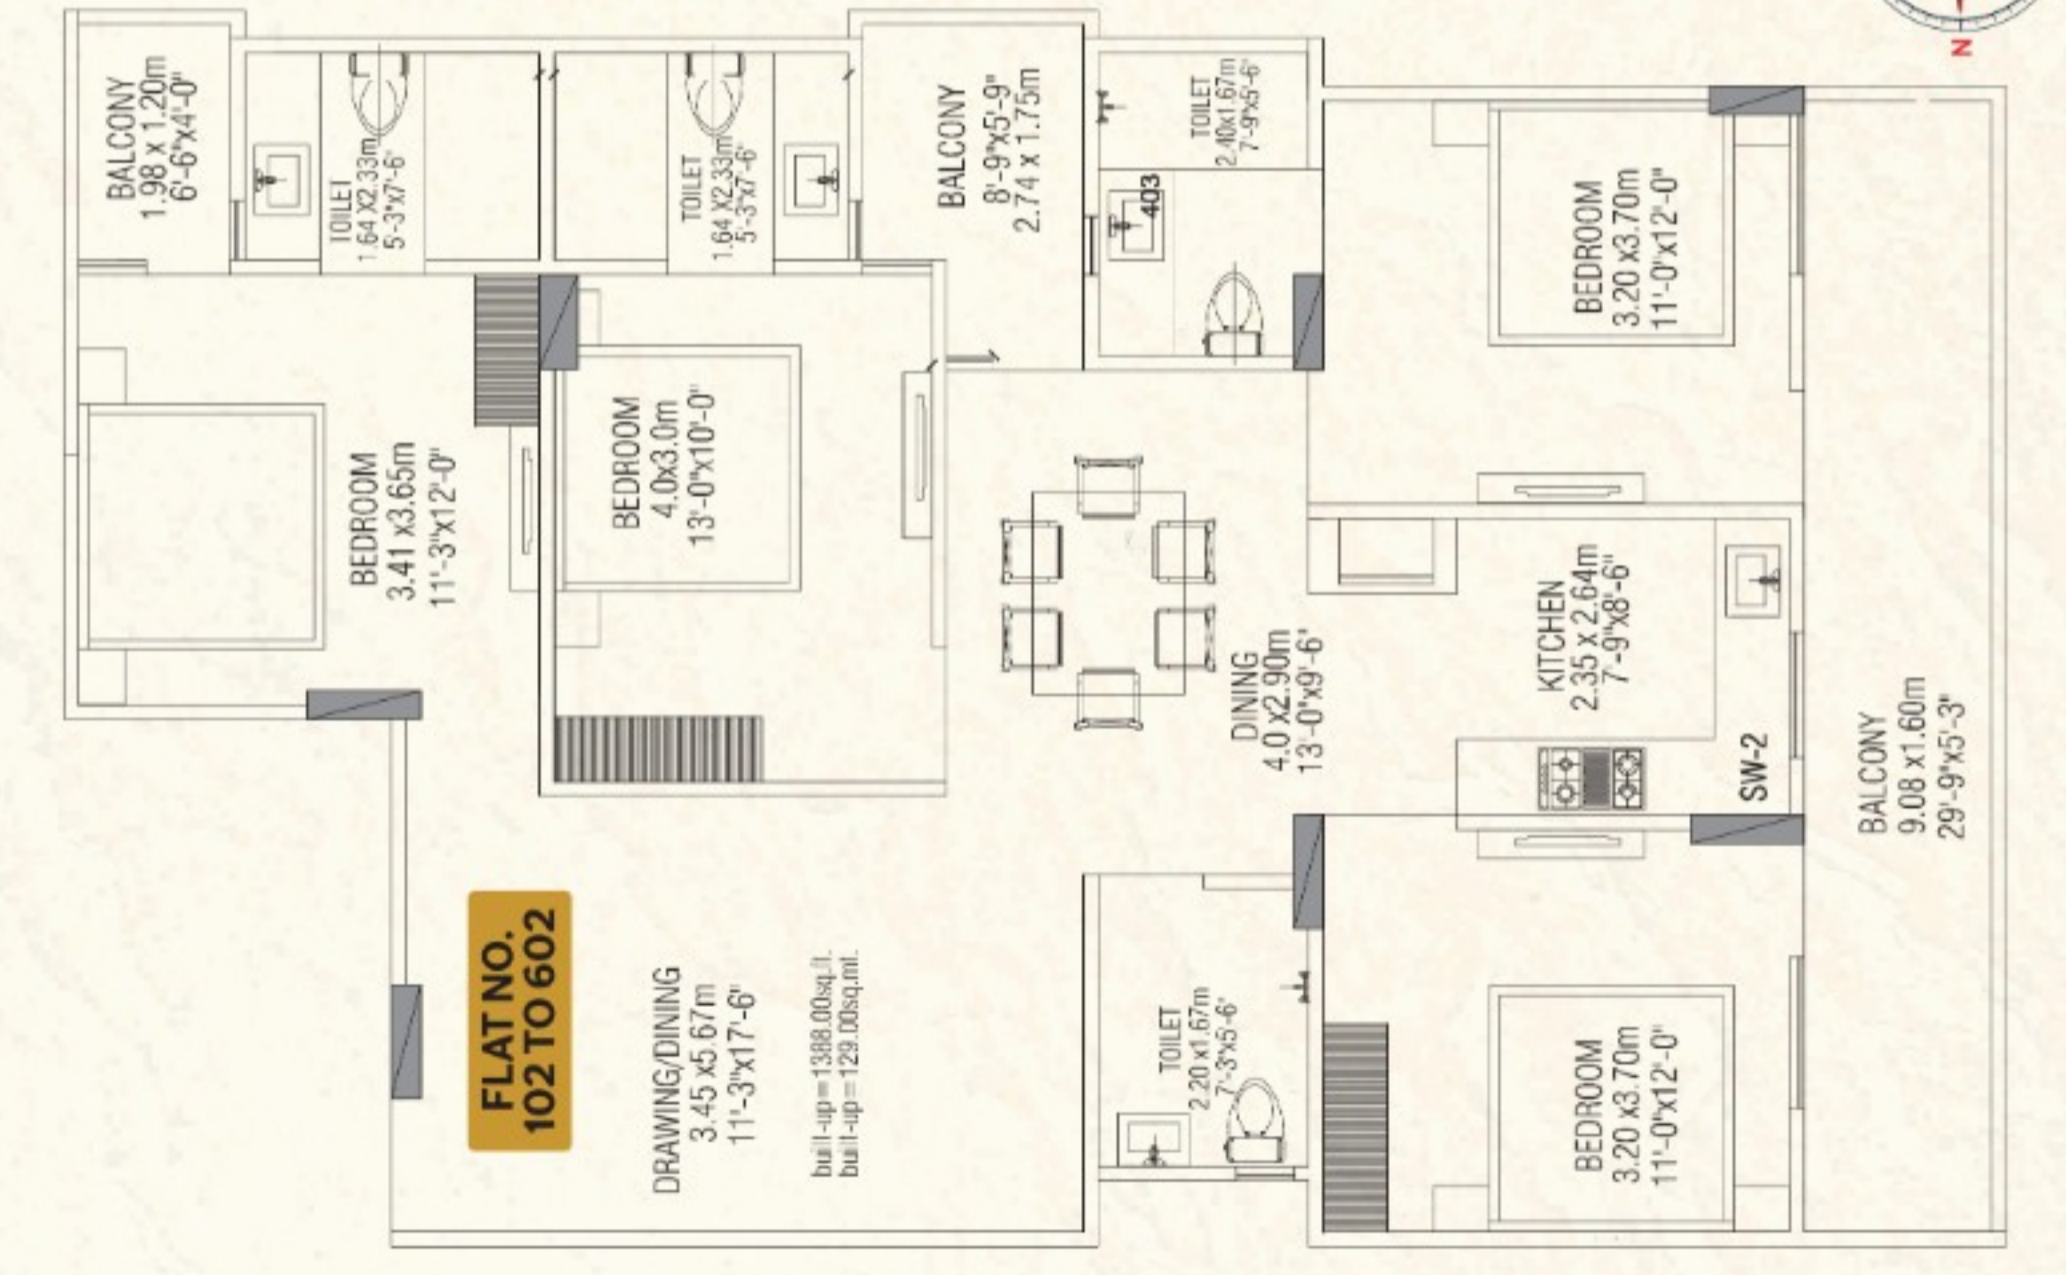 N
BALCONY
1.98 x 1.20m
6'-6"x4'-0"
TOILET
1.64 X2.33m
5'-3"x7'-6"
TOILET
1.64 X2.33m
5'-3"x7'-6"
BALCONY
8'-9"x5'-9"
2.74 x 1.75m
TOILET
2.40x1.67m
7'-9"x5'-6"
403
BEDROOM
3.20 x3.70m
11'-0"x12'-0"
BEDROOM
3.41 x3.65m
11'-3"x12'-0"
BEDROOM
4.0x3.0m
13'-0"x10'-0"
DINING
4.0 x2.90m
13'-0"x9'-6"
KITCHEN
2.35 x 2.64m
7'-9"x8'-6"
SW-2
BALCONY
9.08 x1.60m
29'-9"x5'-3"
FLAT NO.
102 TO 602
DRAWING/DINING
3.45 x5.67m
11'-3"x17'-6"
built-up=1388.00sq.ft.
built-up=129.00sq.mt.
TOILET
2.20 x1.67m
7'-3"x5'-6"
BEDROOM
3.20 x3.70m
11'-0"x12'-0"